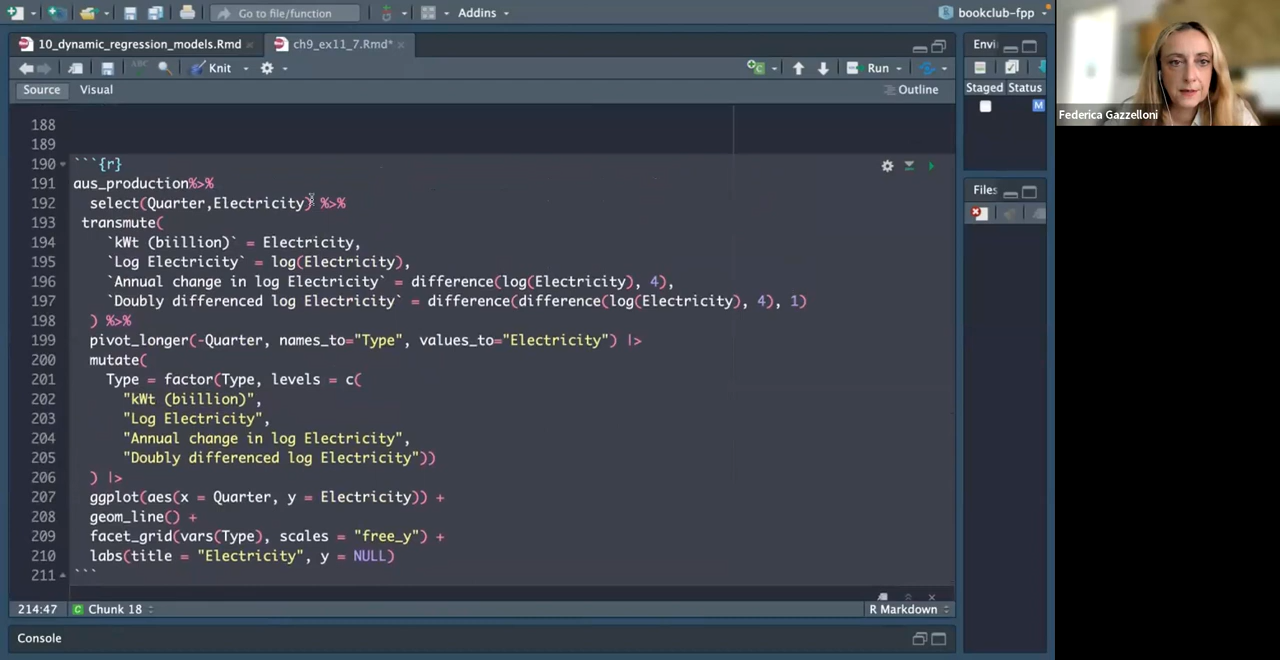 Go to file/function
Addins
bookclub-fpp
10_dynamic_regression_models.Rmd
ch9_ex11_7.Rmd*
Envi
ABC
Knit
Run
Source
Visual
Outline
Staged Status
M
Federica Gazzelloni
188
189
190 ```{r}
191 aus_production%>%
192 select(Quarter,Electricity) %>%
193 transmute(
194 `kWt (biillion)` = Electricity,
195 `Log Electricity` = log(Electricity),
196 `Annual change in log Electricity` = difference(log(Electricity), 4),
197 `Doubly differenced log Electricity` = difference(difference(log(Electricity), 4), 1)
198 ) %>%
199 pivot_longer(-Quarter, names_to="Type", values_to="Electricity") |>
200 mutate(
201 Type = factor(Type, levels = c(
202 "kWt (biillion)",
203 "Log Electricity",
204 "Annual change in log Electricity",
205 "Doubly differenced log Electricity"))
206 ) |>
207 ggplot(aes(x = Quarter, y = Electricity)) +
208 geom_line() +
209 facet_grid(vars(Type), scales = "free_y") +
210 labs(title = "Electricity", y = NULL)
211 ```
Files
214:47
Chunk 18
R Markdown
Console